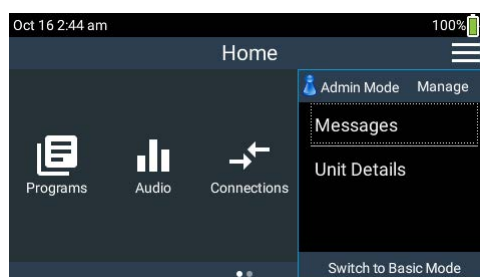 Oct 16 2:44 am 100%
Home
Admin Mode Manage
Messages
Unit Details
Programs Audio Connections
Switch to Basic Mode